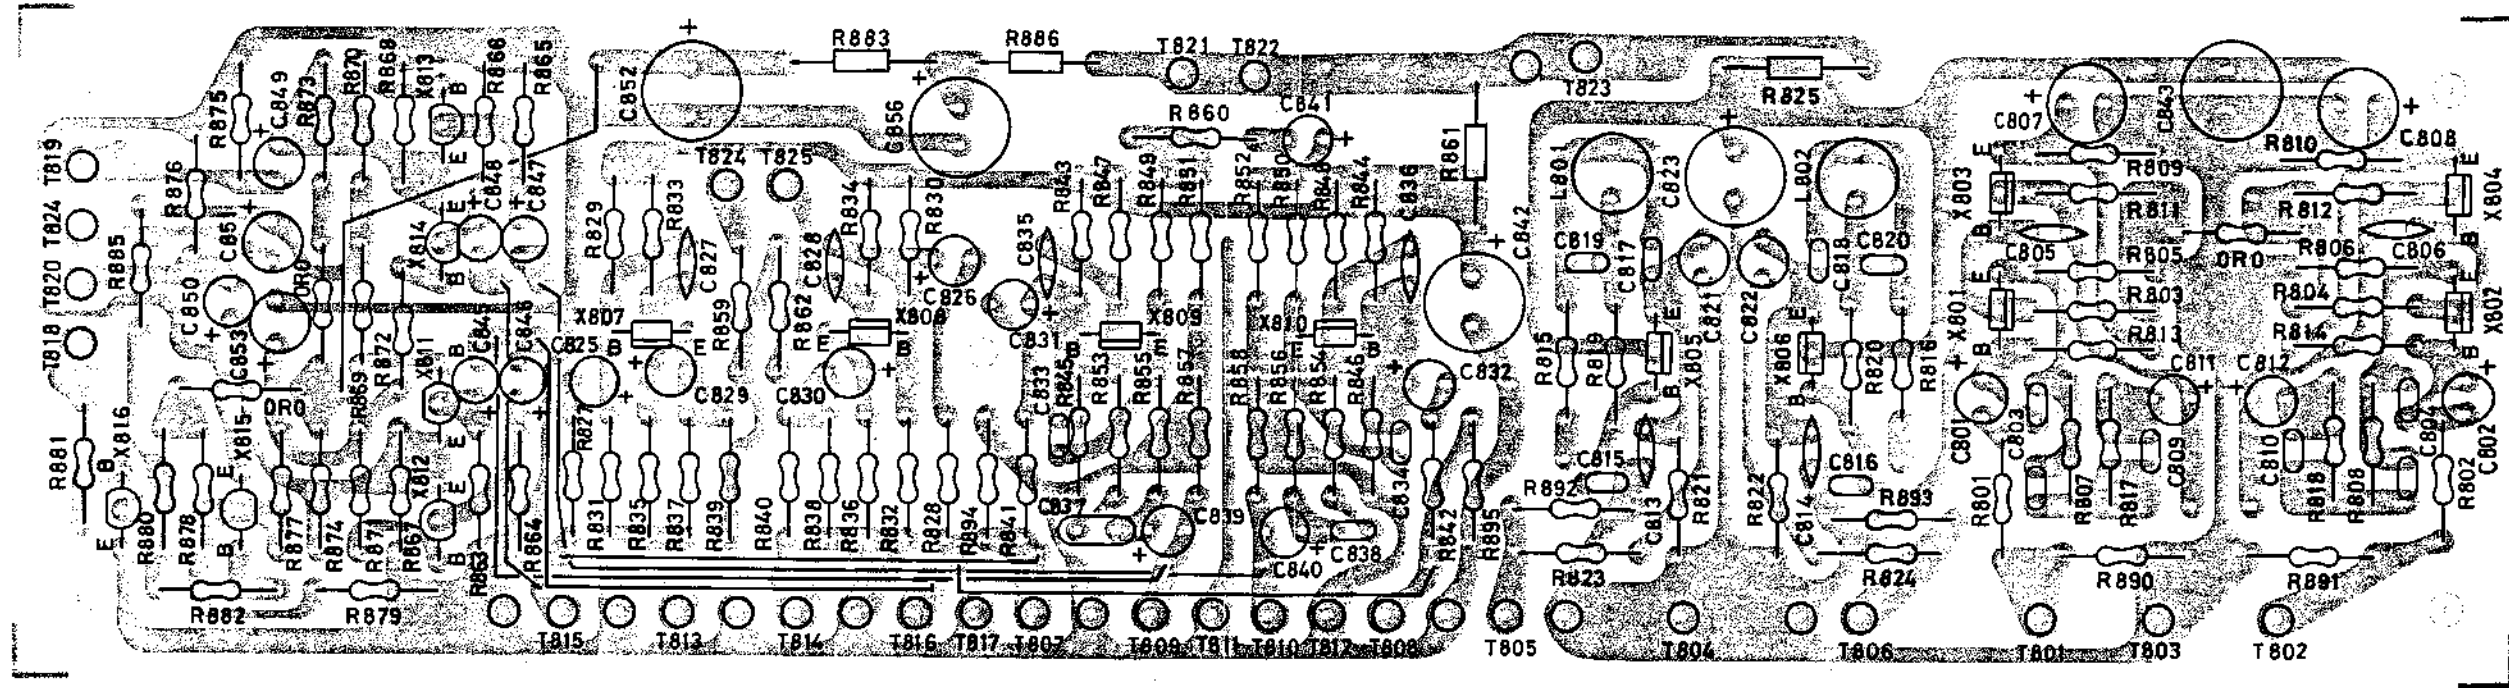 R883
R886
T821
T822
T823
R825
R875
C849
R873
R870
R868
X813
B
R866
R865
C852
+
C856
+
R860
C841
+
R861
C807
+
C843
R810
C808
+
T819
T824
T820
T818
R876
R885
C851
+
C850
+
C853
+
0R0
E
C848
+
C847
+
X814
E
B
T824
T825
R829
R833
C827
R834
R830
C828
C826
+
C835
R843
R847
R849
R851
R852
R850
R848
R844
C836
C842
+
L801
C823
+
L802
C819
C817
C821
C822
C818
C820
X803
E
B
C805
R809
R811
R805
R803
R813
0R0
R812
R806
R804
R814
C806
X804
E
B
X801
E
B
X802
E
B
R869
R872
X811
B
E
C845
+
C846
+
C825
+
X807
B
E
R859
R862
X808
E
B
C829
+
C830
+
C831
X809
B
E
X810
E
B
C833
R845
R853
R855
R857
R858
R856
R854
R846
C832
+
R815
R819
X805
E
B
X806
E
B
R820
R816
C811
+
C812
+
C801
+
C803
C804
C802
+
R881
X816
B
E
0R0
X815
E
B
R880
R878
R877
R874
R871
R867
X812
E
B
R863
R864
R827
R831
R835
R837
R839
R840
R838
R836
R832
R828
R894
R841
C837
C839
+
C840
+
C838
C834
R842
R895
R892
C815
C813
R821
R822
C814
C816
R893
R801
R807
R817
C809
C810
R818
R808
R802
R882
R879
R823
R824
R890
R891
T815
T813
T814
T816
T817
T807
T809
T811
T810
T812
T808
T805
T804
T806
T801
T803
T802